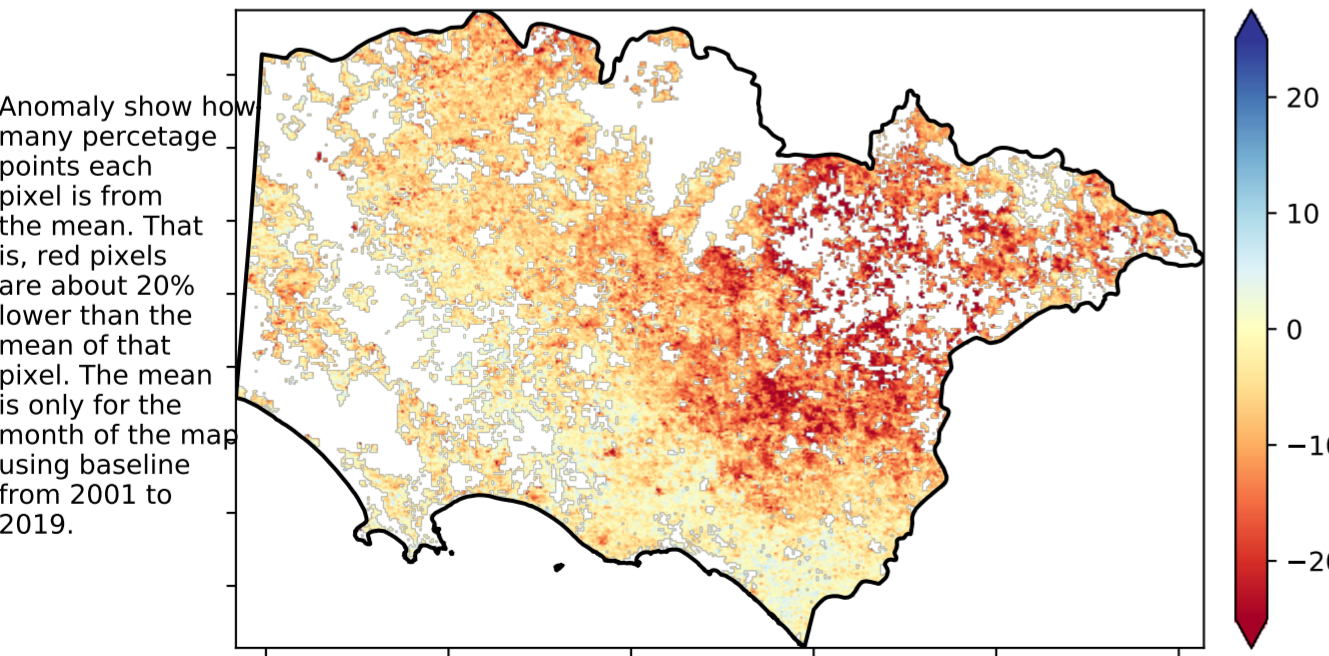 Anomaly show how
many percetage
points each
pixel is from
the mean. That
is, red pixels
are about 20%
lower than the
mean of that
pixel. The mean
is only for the
month of the map
using baseline
from 2001 to
2019.
20
10
0
−10
−20